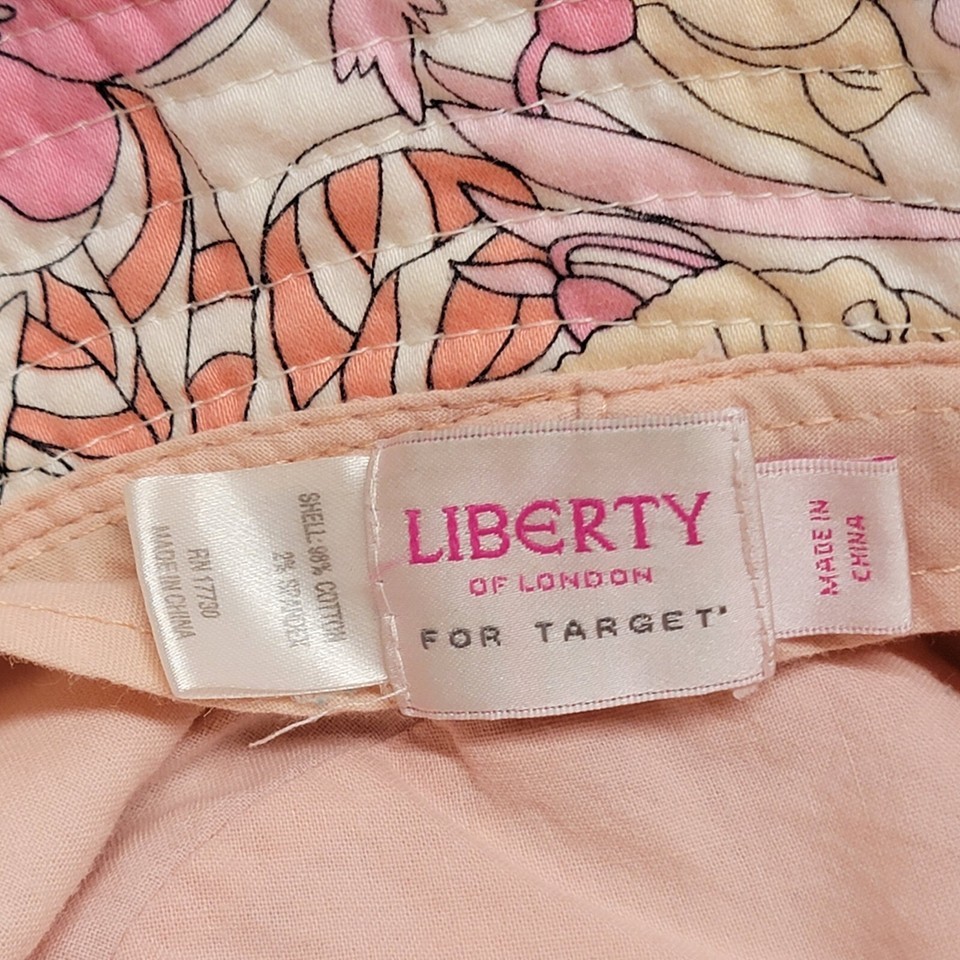 SHELL: 98% COTTON
2% SPANDEX
RN 17730
MADE IN CHINA
LIBERTY
OF LONDON
FOR TARGET
MADE IN
CHINA